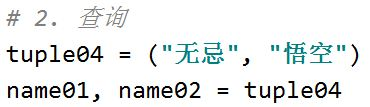 # 2. 查询
tuple04 = ("无忌", "悟空")
name01, name02 = tuple04